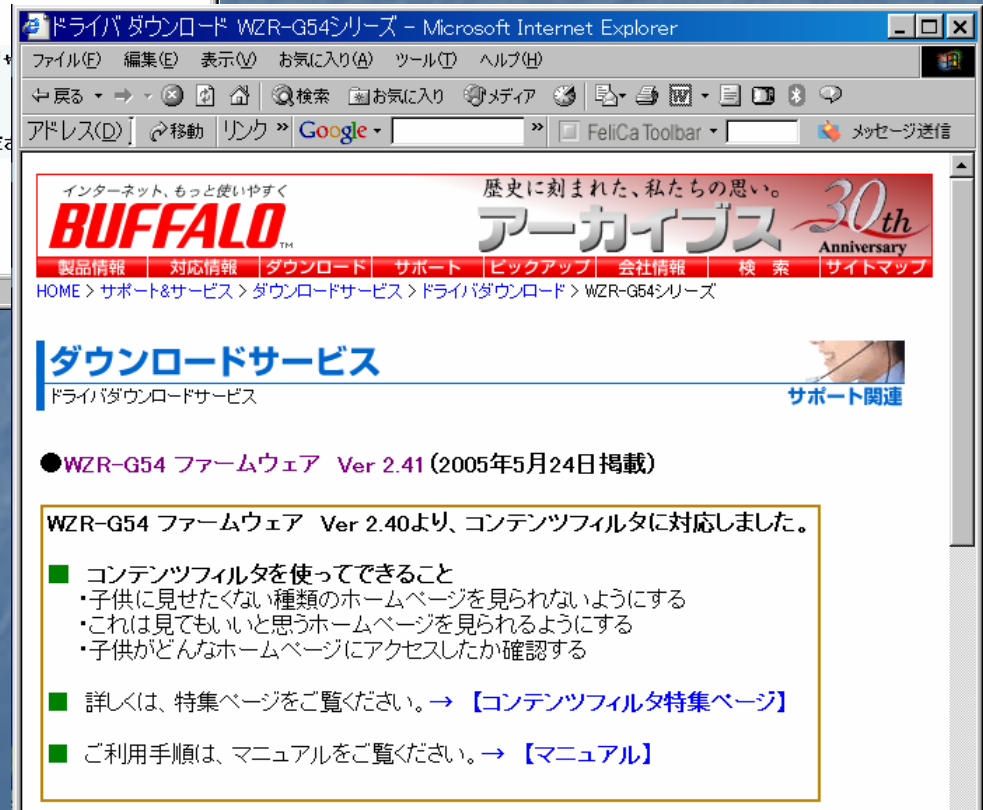 ドライバ ダウンロード WZR-G54シリーズ - Microsoft Internet Explorer
ファイル(F) 編集(E) 表示(V) お気に入り(A) ツール(T) ヘルプ(H)
戻る 検索 お気に入り メディア
アドレス(D) 移動 リンク » Google » FeliCa Toolbar メッセージ送信
インターネット、もっと使いやすく
BUFFALO TM
歴史に刻まれた、私たちの思い。
アーカイブス
30th Anniversary
製品情報 対応情報 ダウンロード サポート ピックアップ 会社情報 検 索 サイトマップ
HOME > サポート&サービス > ダウンロードサービス > ドライバダウンロード > WZR-G54シリーズ
ダウンロードサービス
ドライバダウンロードサービス
サポート関連
●WZR-G54 ファームウェア Ver 2.41 (2005年5月24日掲載)
WZR-G54 ファームウェア Ver 2.40より、コンテンツフィルタに対応しました。
■ コンテンツフィルタを使ってできること
・子供に見せたくない種類のホームページを見られないようにする
・これは見てもいいと思うホームページを見られるようにする
・子供がどんなホームページにアクセスしたか確認する
■ 詳しくは、特集ページをご覧ください。→ 【コンテンツフィルタ特集ページ】
■ ご利用手順は、マニュアルをご覧ください。→ 【マニュアル】